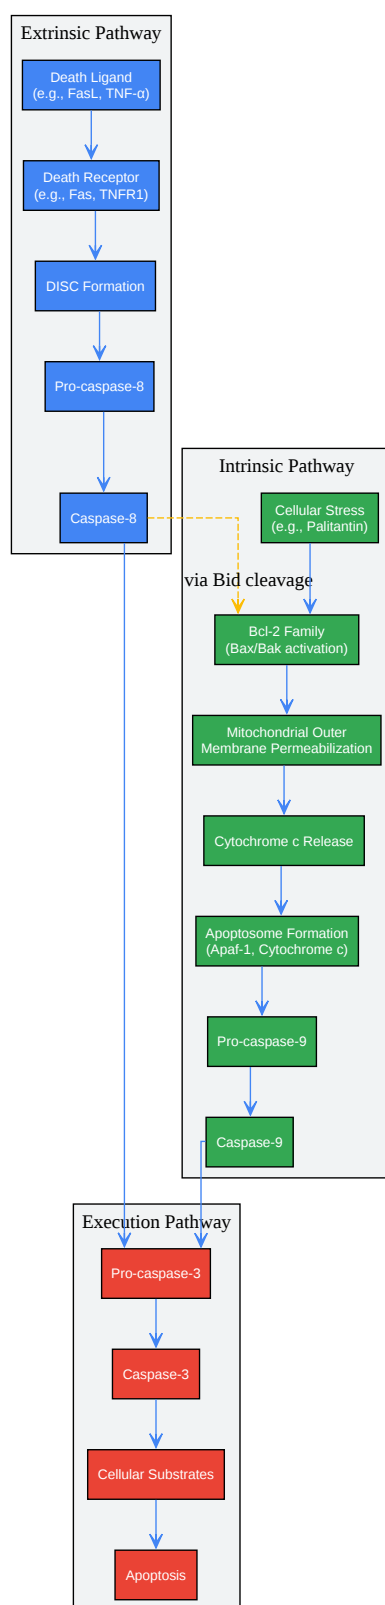 Extrinsic Pathway
Death Ligand
(e.g., FasL, TNF-α)
Death Receptor
(e.g., Fas, TNFR1)
DISC Formation
Pro-caspase-8
Caspase-8
Intrinsic Pathway
Cellular Stress
(e.g., Palitantin)
via Bid cleavage
Bcl-2 Family
(Bax/Bak activation)
Mitochondrial Outer
Membrane Permeabilization
Cytochrome c Release
Apoptosome Formation
(Apaf-1, Cytochrome c)
Pro-caspase-9
Caspase-9
Execution Pathway
Pro-caspase-3
Caspase-3
Cellular Substrates
Apoptosis